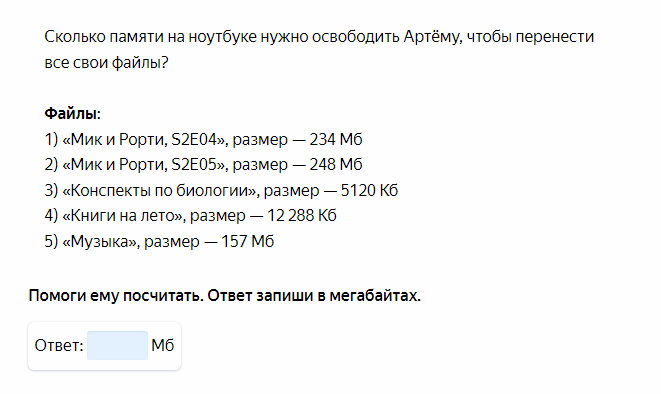 Сколько памяти на ноутбуке нужно освободить Артёму, чтобы перенести
все свои файлы?
Файлы:
1) «Мик и Рорти, S2E04», размер — 234 Мб
2) «Мик и Рорти, S2E05», размер — 248 Мб
3) «Конспекты по биологии», размер — 5120 Кб
4) «Книги на лето», размер — 12 288 Кб
5) «Музыка», размер — 157 Мб
Помоги ему посчитать. Ответ запиши в мегабайтах.
Ответ: Мб